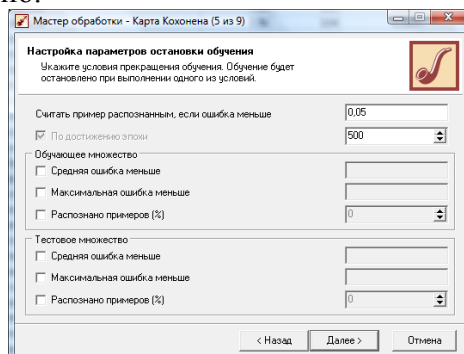 но.
Мастер обработки - Карта Кохонена (5 из 9)
Настройка параметров остановки обучения
Укажите условия прекращения обучения. Обучение будет
остановлено при выполнении одного из условий.
Считать пример распознанным, если ошибка меньше 0,05
По достижению эпохи 500
Обучающее множество
Средняя ошибка меньше
Максимальная ошибка меньше
Распознано примеров (%) 0
Тестовое множество
Средняя ошибка меньше
Максимальная ошибка меньше
Распознано примеров (%) 0
< Назад Далее > Отмена